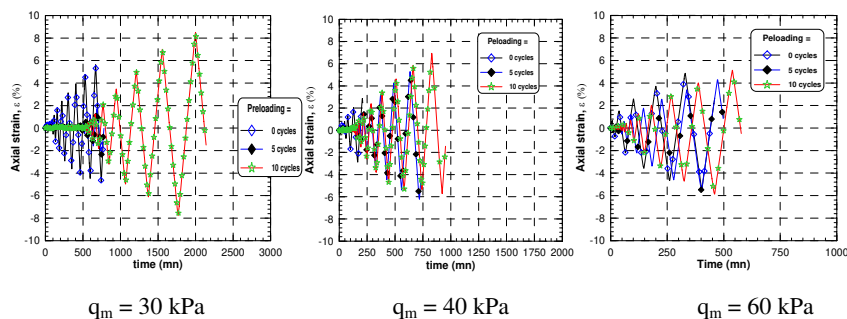 10
8
6
4
2
0
-2
-4
-6
-8
-10
Axial strain, ε (%)
0 500 1000 1500 2000 2500 3000
time (mn)
Peloading =
0 cycles
5 cycles
10 cycles
q_m = 30 kPa
10
8
6
4
2
0
-2
-4
-6
-8
-10
Axial strain, ε (%)
0 250 500 750 1000 1250 1500 1750 2000
time (mn)
Peloading =
0 cycles
5 cycles
10 cycles
q_m = 40 kPa
10
8
6
4
2
0
-2
-4
-6
-8
-10
Axial strain, ε (%)
0 250 500 750 1000
Time (mn)
Peloading =
0 cycles
5 cycles
10 cycles
q_m = 60 kPa